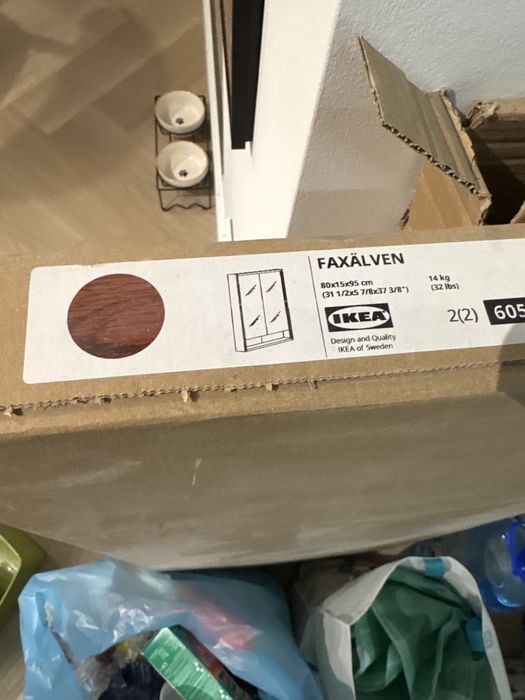 FAXÄLVEN
80x15x95 cm
(31 1/2x5 7/8x37 3/8")
14 kg
(32 lbs)
IKEA
Design and Quality
IKEA of Sweden
2(2)
605